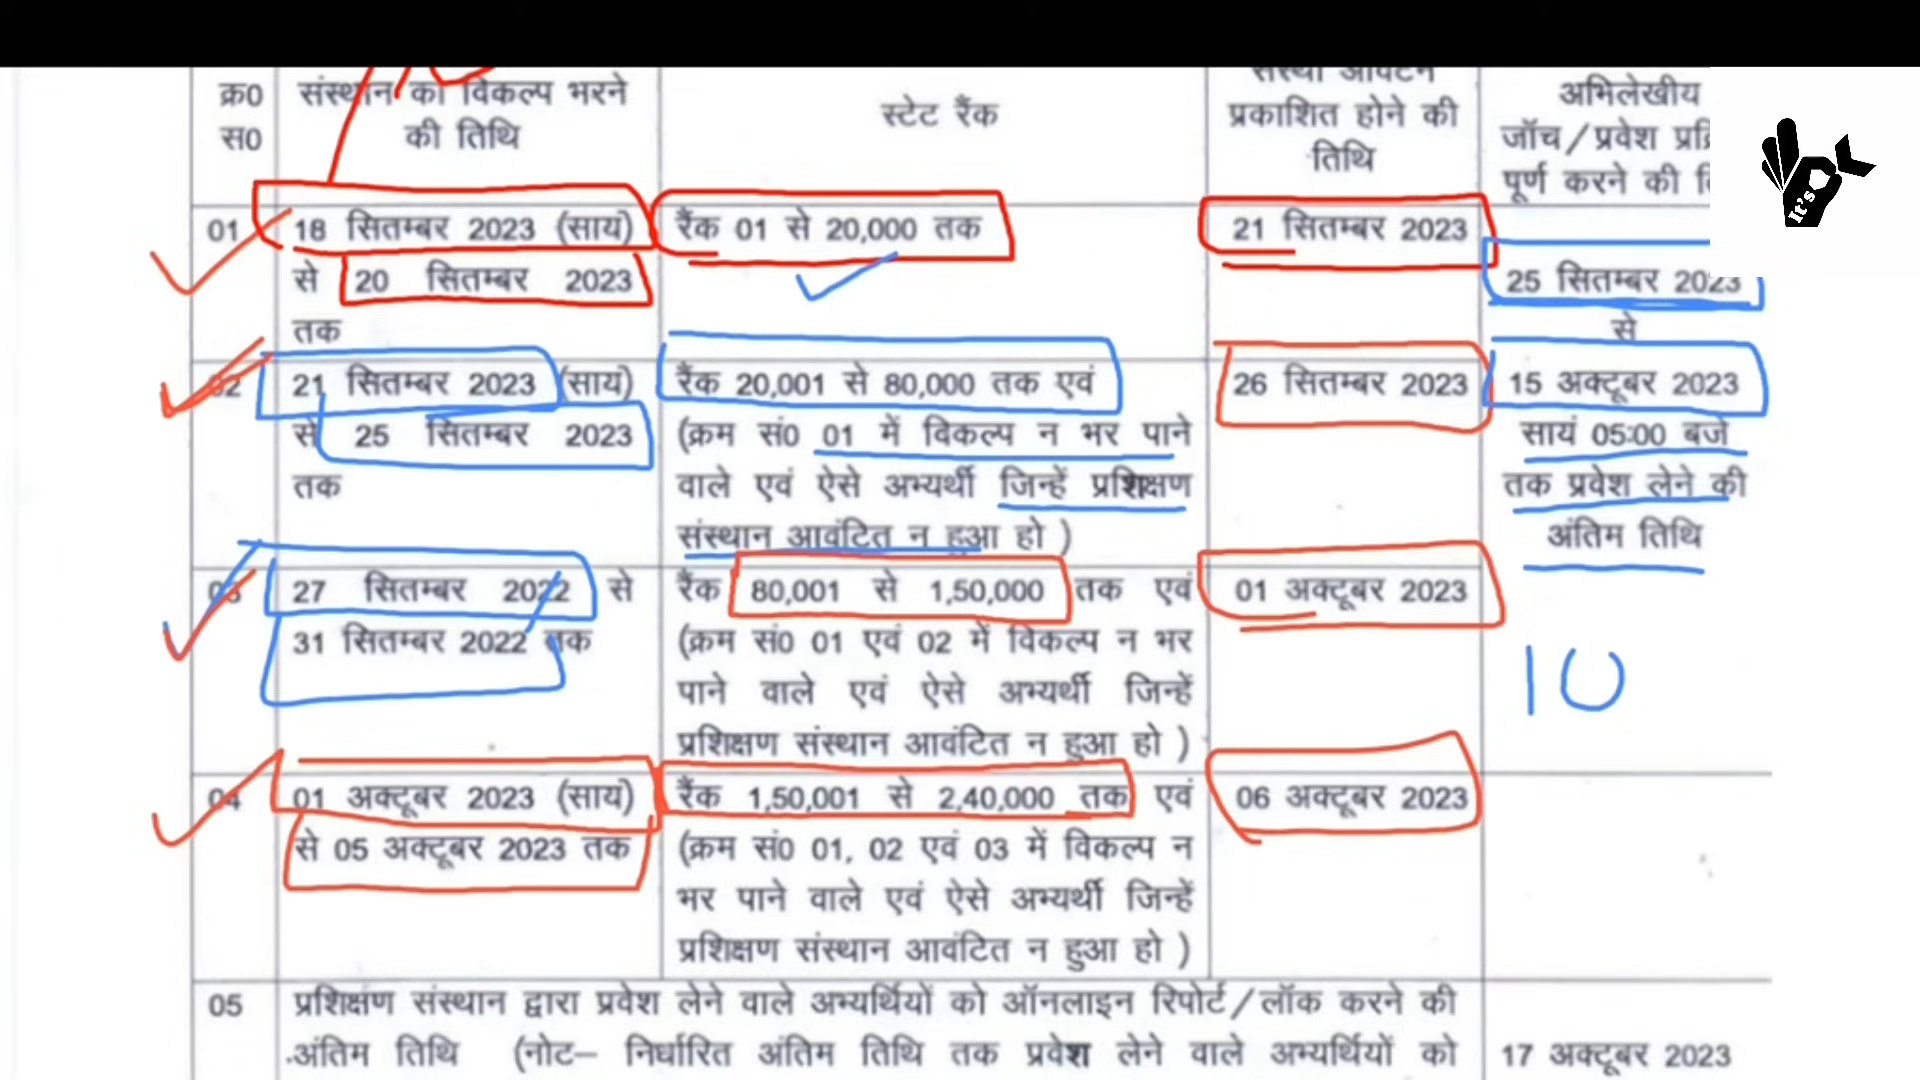 क्र0
स0
संस्थान का विकल्प भरने
की तिथि
स्टेट रैंक
संस्था आवंटन
प्रकाशित होने की
तिथि
अभिलेखीय
जॉच/प्रवेश
पूर्ण करने की
It's
01
18 सितम्बर 2023 (सायं)
से 20 सितम्बर 2023
तक
रैंक 01 से 20,000 तक
21 सितम्बर 2023
25 सितम्बर 2023
से
15 अक्टूबर 2023
सायं 05:00 बजे
तक प्रवेश लेने की
अंतिम तिथि
10
02
21 सितम्बर 2023 (सायं)
से 25 सितम्बर 2023
तक
रैंक 20,001 से 80,000 तक एवं
(क्रम सं0 01 में विकल्प न भर पाने
वाले एवं ऐसे अभ्यर्थी जिन्हें प्रशिक्षण
संस्थान आवंटित न हुआ हो )
26 सितम्बर 2023
03
27 सितम्बर 2022 से
31 सितम्बर 2022 तक
रैंक 80,001 से 1,50,000 तक एवं
(क्रम सं0 01 एवं 02 में विकल्प न भर
पाने वाले एवं ऐसे अभ्यर्थी जिन्हें
प्रशिक्षण संस्थान आवंटित न हुआ हो )
01 अक्टूबर 2023
04
01 अक्टूबर 2023 (सायं)
से 05 अक्टूबर 2023 तक
रैंक 1,50,001 से 2,40,000 तक एवं
(क्रम सं0 01, 02 एवं 03 में विकल्प न
भर पाने वाले एवं ऐसे अभ्यर्थी जिन्हें
प्रशिक्षण संस्थान आवंटित न हुआ हो )
06 अक्टूबर 2023
05
प्रशिक्षण संस्थान द्वारा प्रवेश लेने वाले अभ्यर्थियों को ऑनलाइन रिपोर्ट/लॉक करने की
अंतिम तिथि (नोट– निर्धारित अंतिम तिथि तक प्रवेश लेने वाले अभ्यर्थियों को
17 अक्टूबर 2023